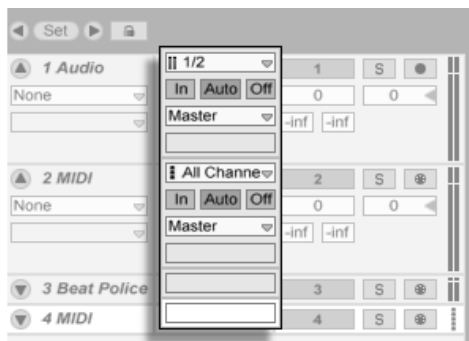 Set
1 Audio 1/2 1 S
None In Auto Off 0 0
Master -inf -inf
2 MIDI All Channe 2 S
None In Auto Off 0 0
Master -inf -inf
3 Beat Police 3 S
4 MIDI 4 S